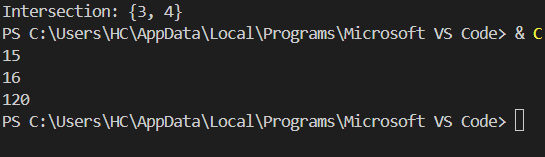 Intersection: {3, 4}
PS C:\Users\HC\AppData\Local\Programs\Microsoft VS Code> & C
15
16
120
PS C:\Users\HC\AppData\Local\Programs\Microsoft VS Code>